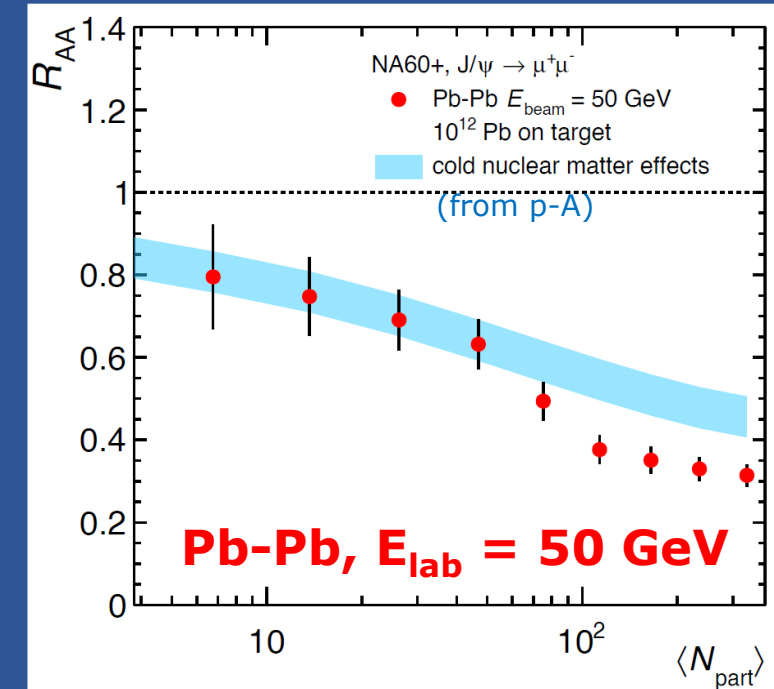 R_AA
1.4
1.2
1
0.8
0.6
0.4
0.2
0
NA60+, J/ψ → μ⁺μ⁻
Pb-Pb E_beam = 50 GeV
10¹² Pb on target
cold nuclear matter effects
(from p-A)
Pb-Pb, E_lab = 50 GeV
10
10²
⟨N_part⟩